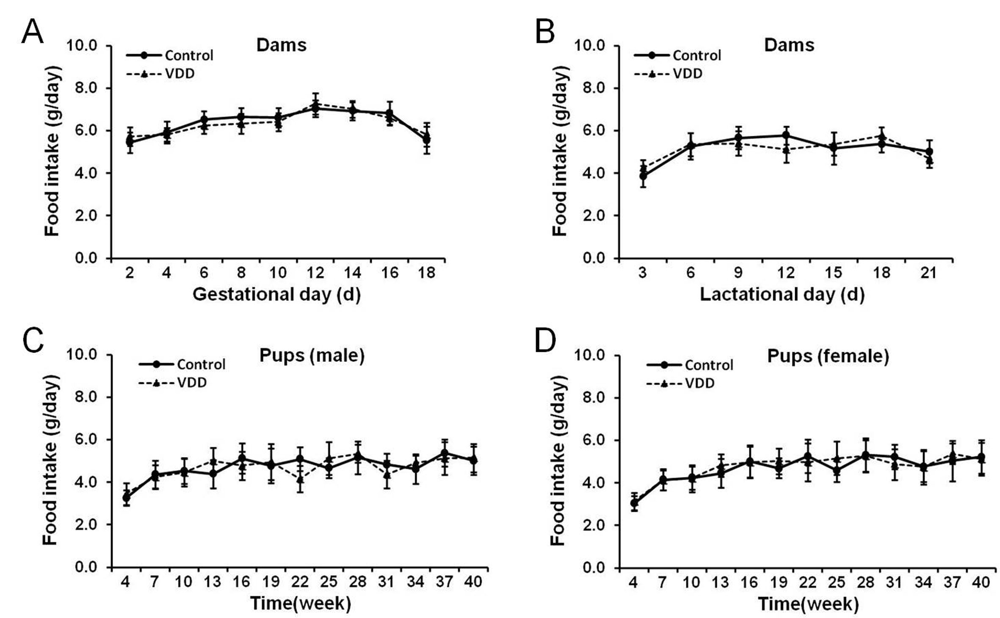 A
Dams
Control
VDD
Food intake (g/day)
10.0
8.0
6.0
4.0
2.0
0.0
2 4 6 8 10 12 14 16 18
Gestational day (d)
B
Dams
Control
VDD
Food intake (g/day)
10.0
8.0
6.0
4.0
2.0
0.0
3 6 9 12 15 18 21
Lactational day (d)
C
Pups (male)
Control
VDD
Food intake (g/day)
10.0
8.0
6.0
4.0
2.0
0.0
4 7 10 13 16 19 22 25 28 31 34 37 40
Time(week)
D
Pups (female)
Control
VDD
Food intake (g/day)
10.0
8.0
6.0
4.0
2.0
0.0
4 7 10 13 16 19 22 25 28 31 34 37 40
Time(week)